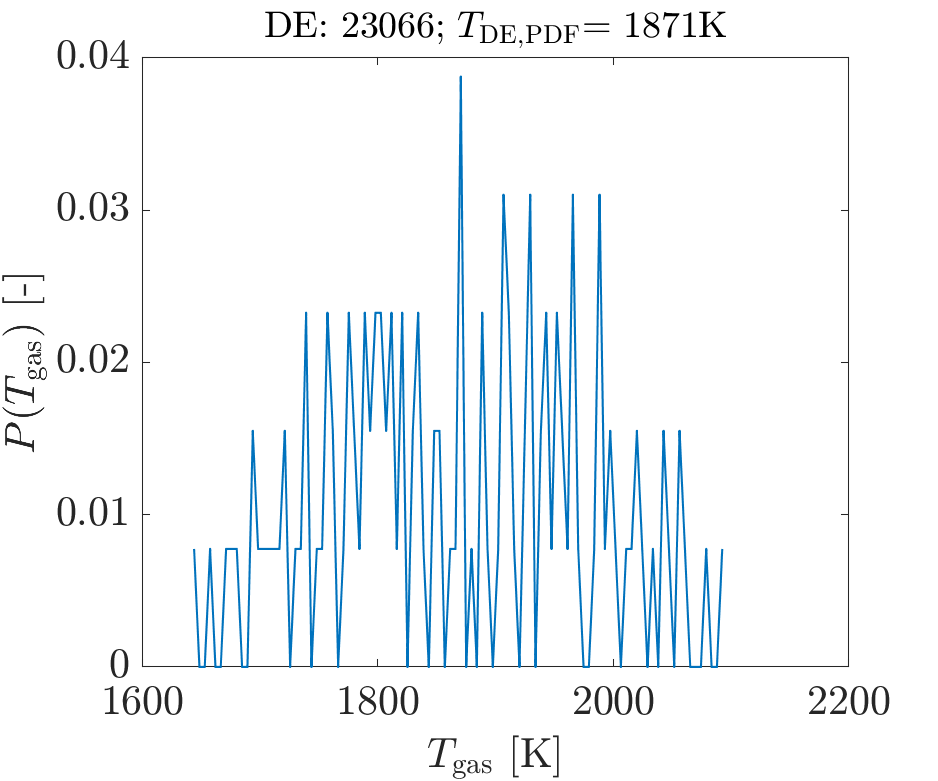 DE: 23066; T_DE,PDF= 1871K
0.04
0.03
0.02
0.01
0
P(T_gas) [-]
1600 1800 2000 2200
T_gas [K]